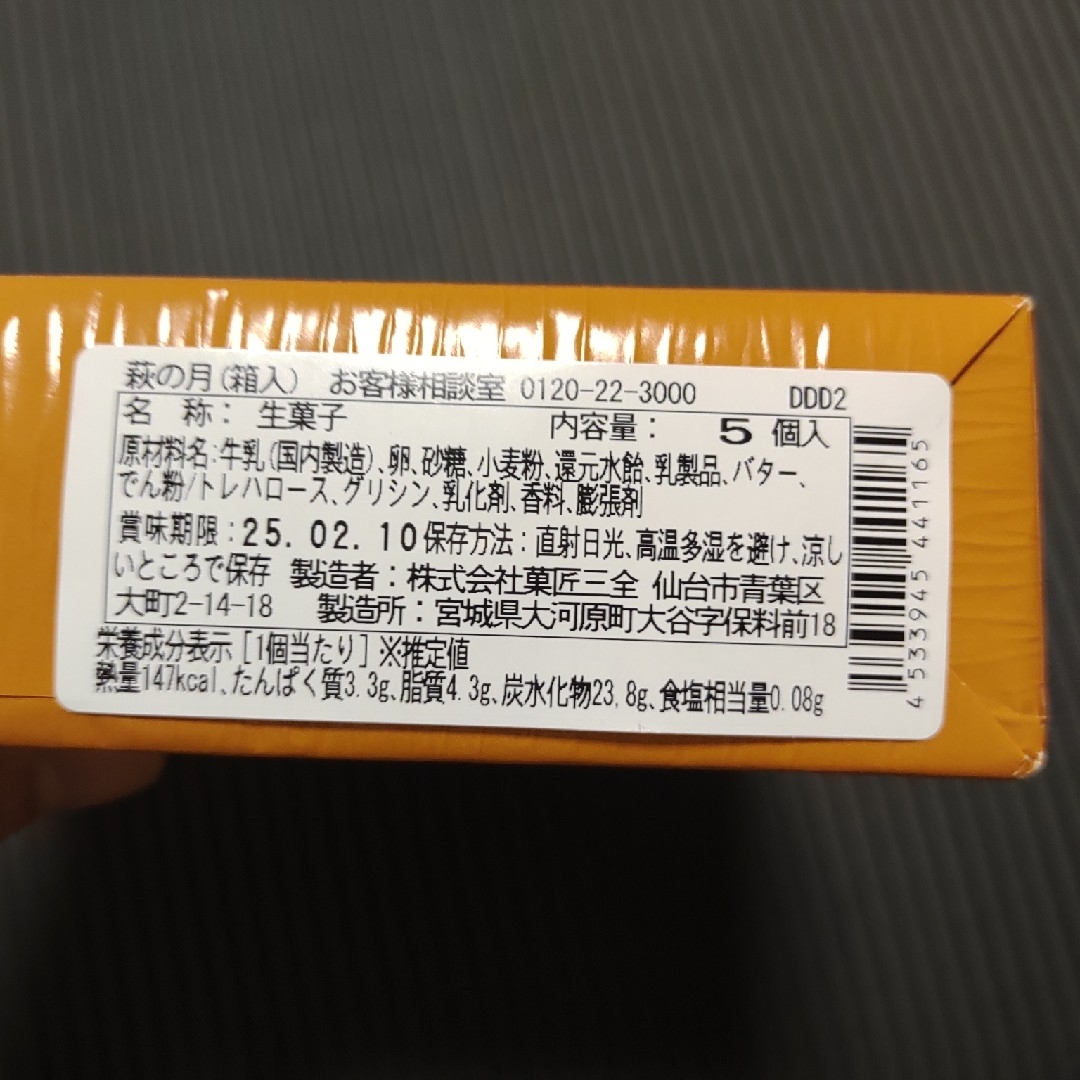 萩の月(箱入) お客様相談室 0120-22-3000 DDD2
名 称: 生菓子 内容量: 5 個入
原材料名:牛乳(国内製造)、卵、砂糖、小麦粉、還元水飴、乳製品、バター、
でん粉/トレハロース、グリシン、乳化剤、香料、膨張剤
賞味期限:25.02.10保存方法:直射日光、高温多湿を避け、涼し
いところで保存 製造者:株式会社菓匠三全 仙台市青葉区
大町2-14-18 製造所:宮城県大河原町大谷字保料前18
栄養成分表示[1個当たり]※推定値
熱量147kcal、たんぱく質3.3g、脂質4.3g、炭水化物23.8g、食塩相当量0.08g
4533945441165